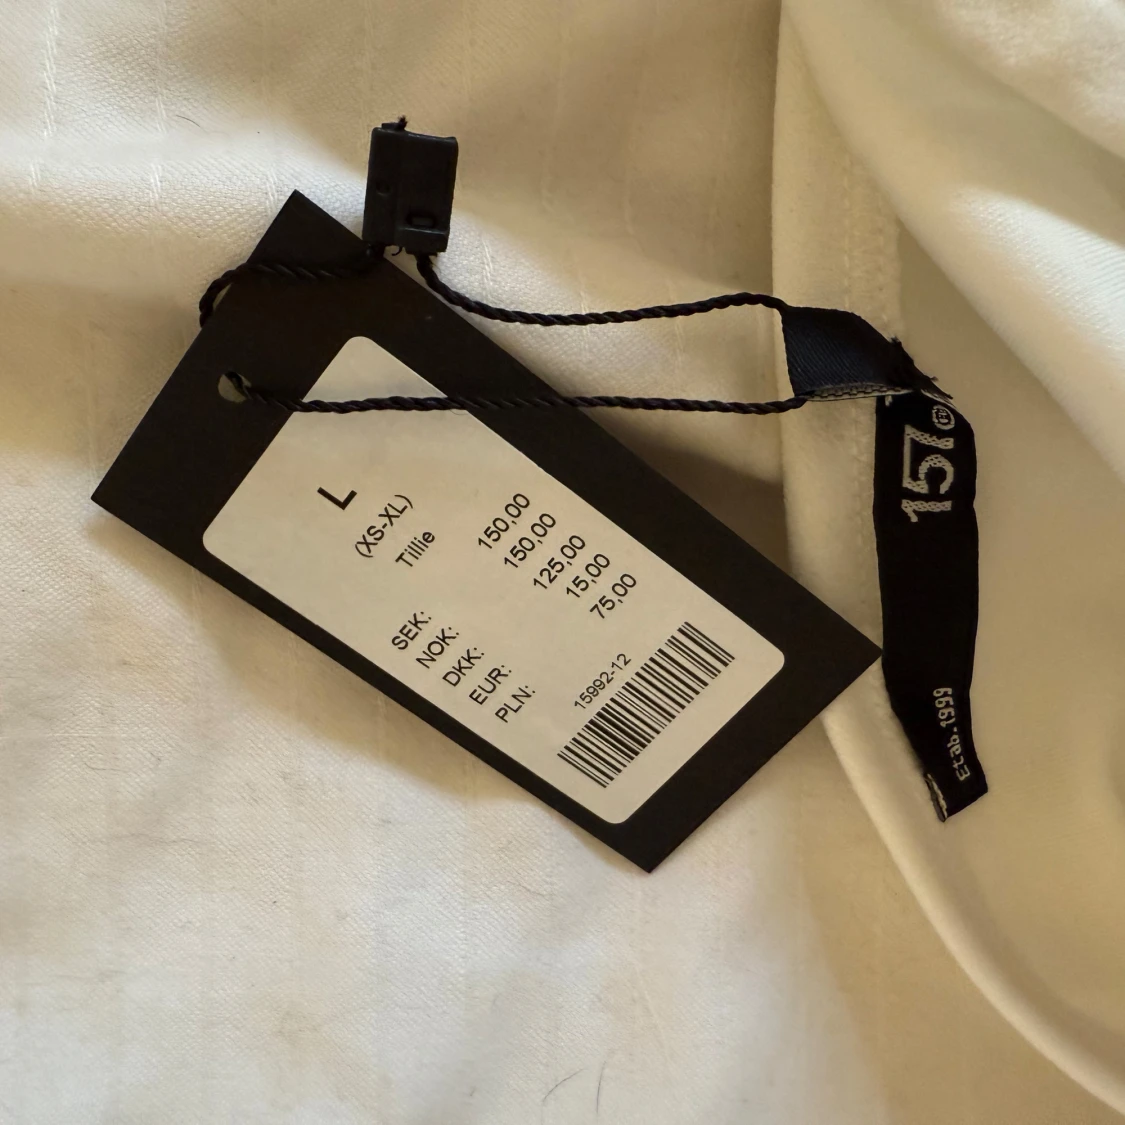 L
(XS-XL)
Tillie
SEK: 150,00
NOK: 150,00
DKK: 125,00
EUR: 15,00
PLN: 75,00
15992-12
157
Etab.1999